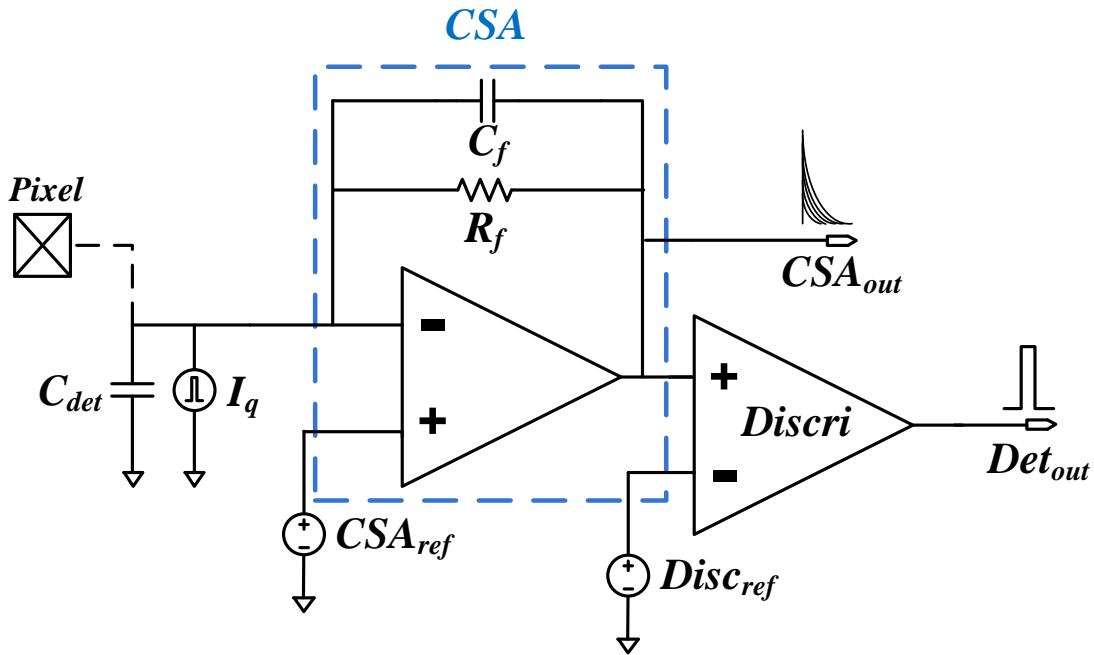 CSA
C_f
Pixel
R_f
CSA_out
-
+
C_det
I_q
+
Discri
-
Det_out
+
-
CSA_ref
+
-
Disc_ref